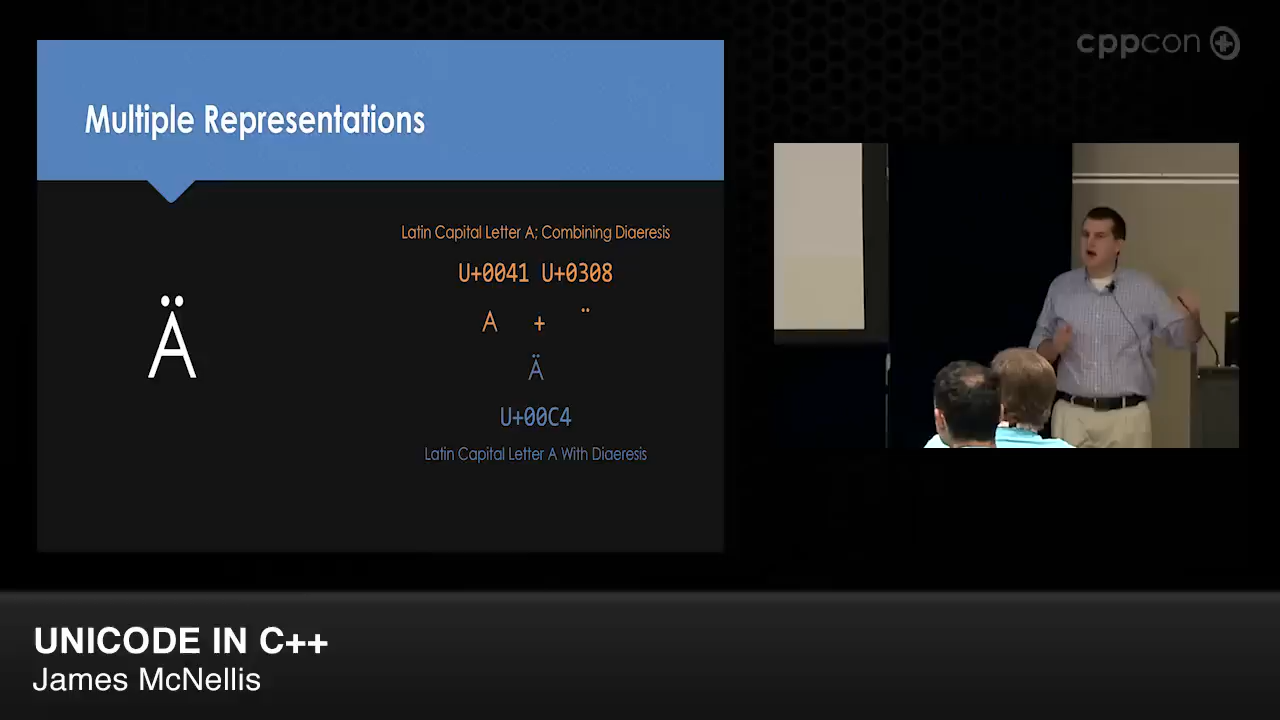 cppcon
Multiple Representations
Latin Capital Letter A; Combining Diaeresis
U+0041 U+0308
A + ¨
Ä
Ä
U+00C4
Latin Capital Letter A With Diaeresis
UNICODE IN C++
James McNellis